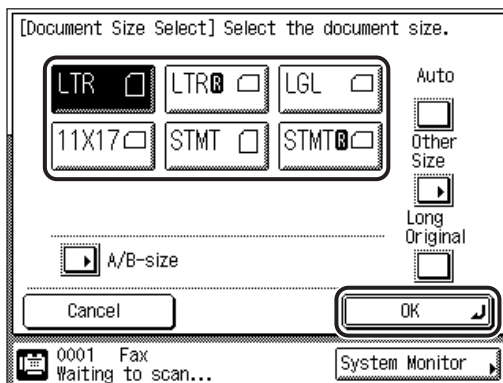 [Document Size Select] Select the document size.
LTR LTRR LGL
Auto
11X17 STMT STMTR
Other
Size
Long
Original
A/B-size
Cancel OK
0001 Fax
Waiting to scan...
System Monitor